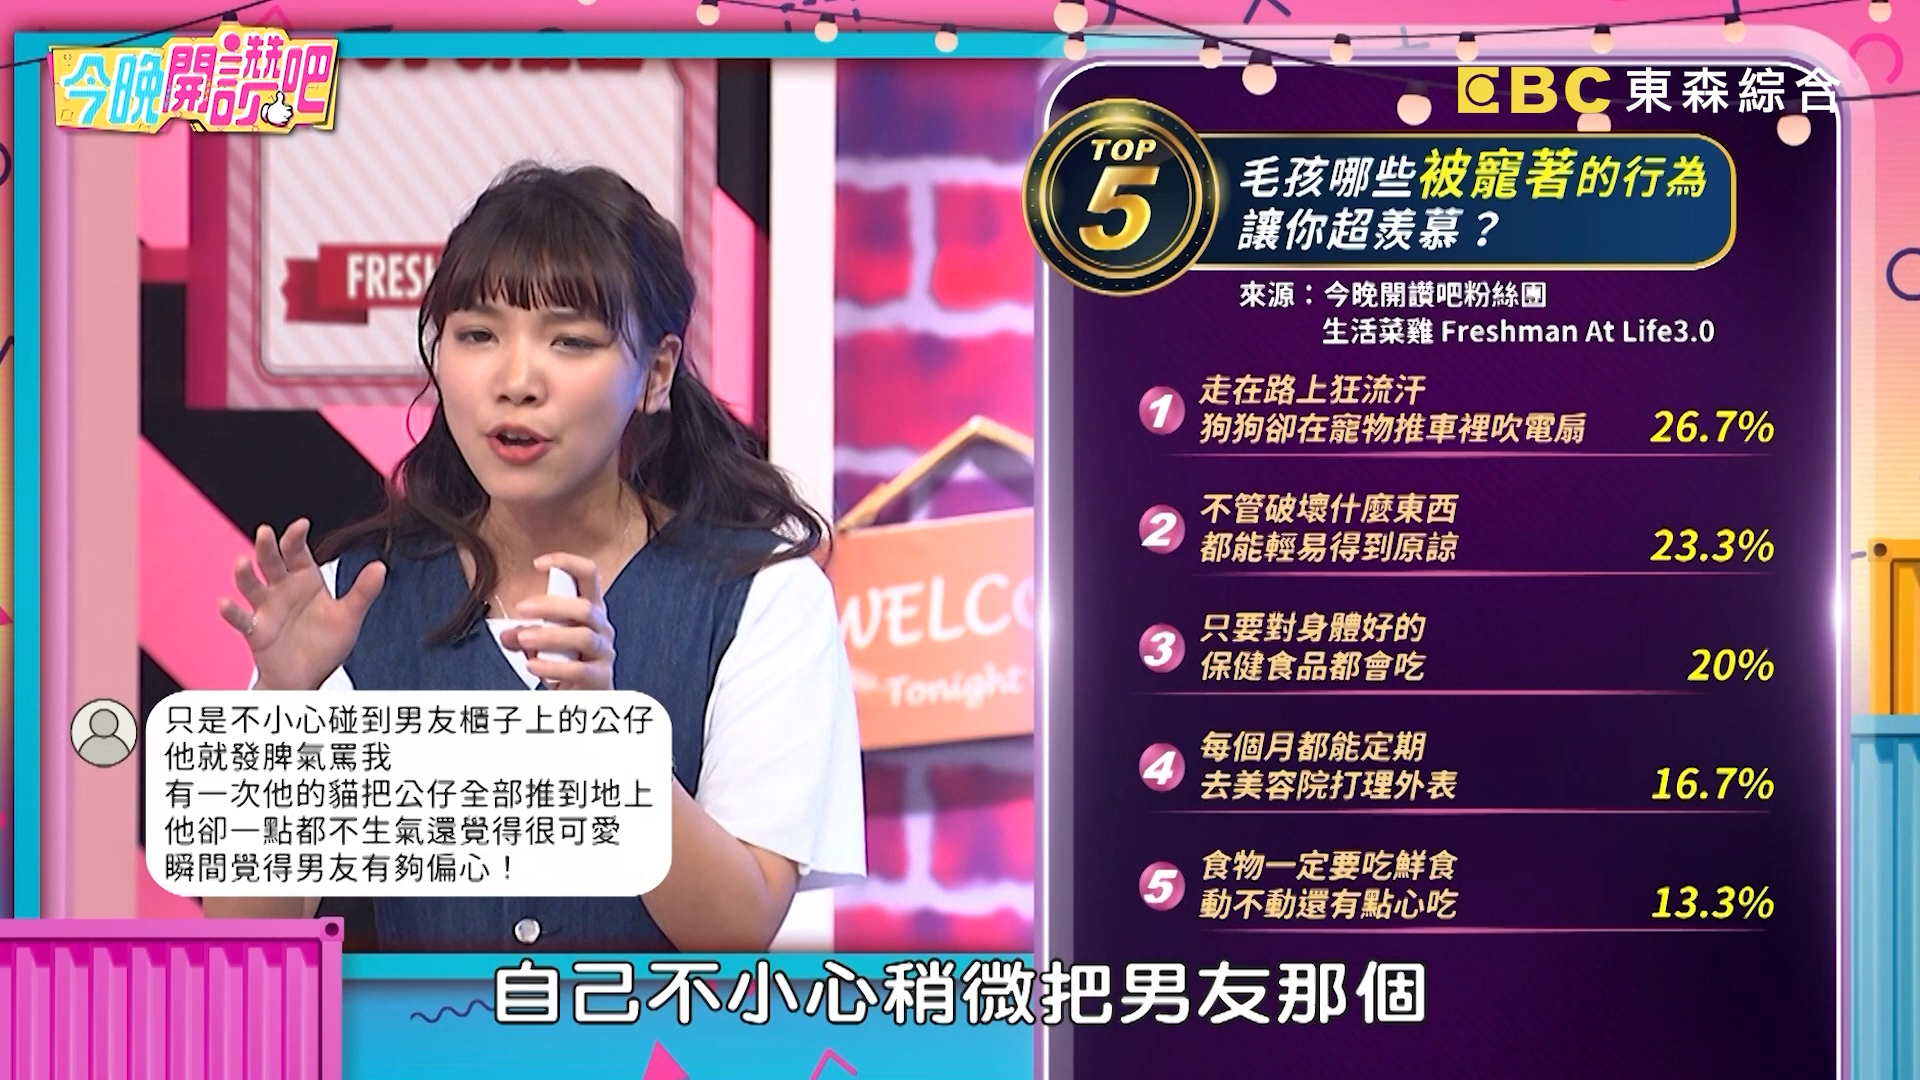 今晚開讚吧
EBC 東森綜合
FRESH
WELCO
Tonight
TOP
5
毛孩哪些被寵著的行為
讓你超羨慕？
來源：今晚開讚吧粉絲團
生活菜雞 Freshman At Life3.0
1 走在路上狂流汗
狗狗卻在寵物推車裡吹電扇 26.7%
2 不管破壞什麼東西
都能輕易得到原諒 23.3%
3 只要對身體好的
保健食品都會吃 20%
4 每個月都能定期
去美容院打理外表 16.7%
5 食物一定要吃鮮食
動不動還有點心吃 13.3%
只是不小心碰到男友櫃子上的公仔
他就發脾氣罵我
有一次他的貓把公仔全部推到地上
他卻一點都不生氣還覺得很可愛
瞬間覺得男友有夠偏心！
自己不小心稍微把男友那個